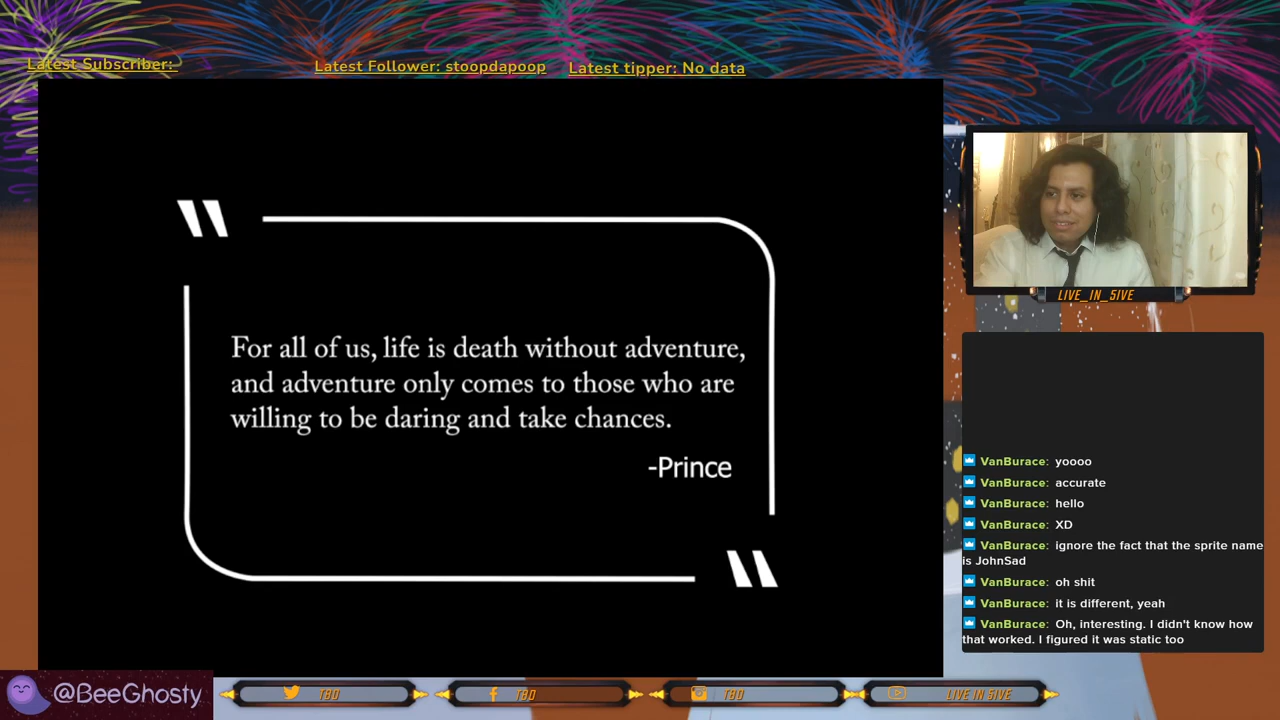 Latest Subscriber:
Latest Follower: stoopdapoop
Latest tipper: No data
For all of us, life is death without adventure,
and adventure only comes to those who are
willing to be daring and take chances.
-Prince
LIVE_IN_5IVE
VanBurace: yoooo
VanBurace: accurate
VanBurace: hello
VanBurace: XD
VanBurace: ignore the fact that the sprite name
is JohnSad
VanBurace: oh shit
VanBurace: it is different, yeah
VanBurace: Oh, interesting. I didn't know how
that worked. I figured it was static too
@BeeGhosty
TBD
TBD
TBD
LIVE IN 5IVE